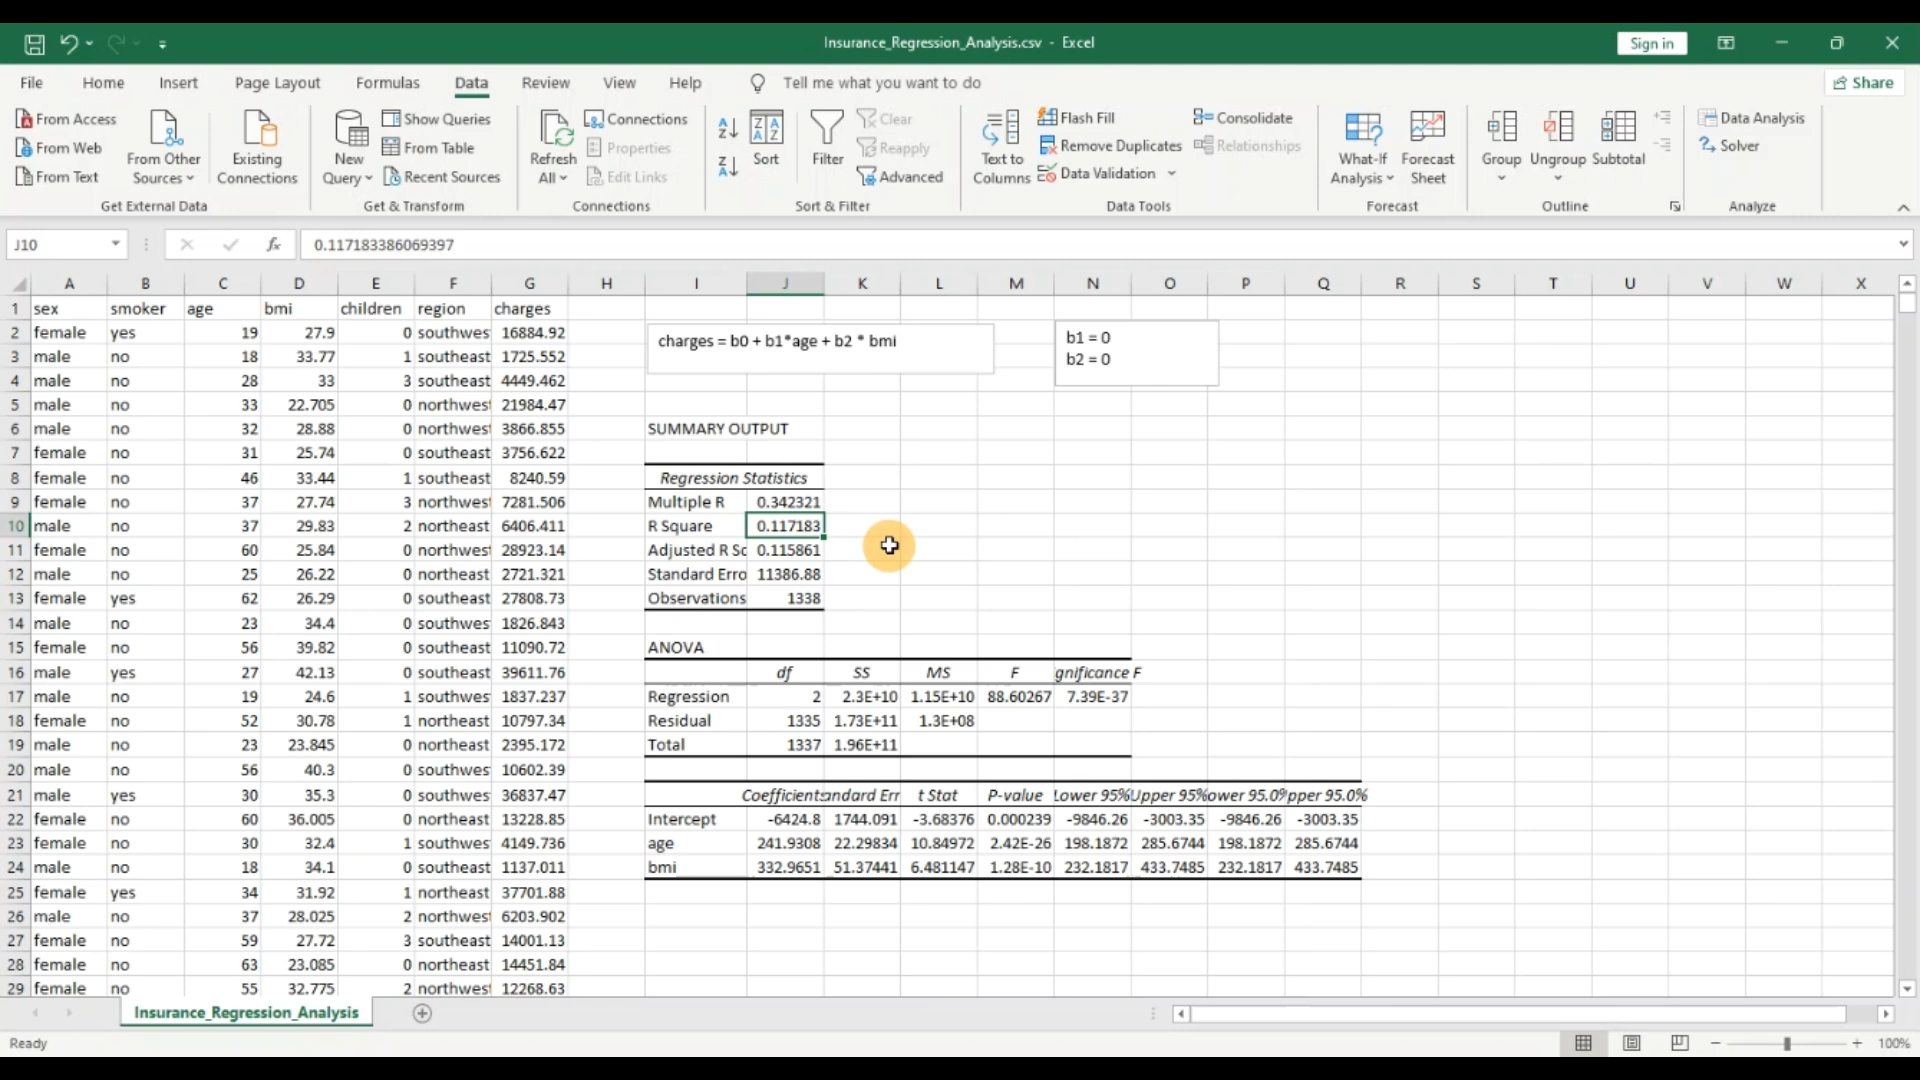 Insurance_Regression_Analysis.csv - Excel
Sign in
File Home Insert Page Layout Formulas Data Review View Help Tell me what you want to do
Share
From Access
From Web
From Text
From Other Sources
Existing Connections
Get External Data
New Query
Show Queries
From Table
Recent Sources
Get & Transform
Refresh All
Connections
Properties
Edit Links
Connections
Sort
Filter
Clear
Reapply
Advanced
Sort & Filter
Text to Columns
Flash Fill
Remove Duplicates
Data Validation
Consolidate
Relationships
Data Tools
What-If Analysis
Forecast Sheet
Forecast
Group
Ungroup
Subtotal
Outline
Data Analysis
Solver
Analyze
J10 fx 0.117183386069397
A B C D E F G H I J K L M N O P Q R S T U V W X
1 sex smoker age bmi children region charges
2 female yes 19 27.9 0 southwes 16884.92
3 male no 18 33.77 1 southeast 1725.552
4 male no 28 33 3 southeast 4449.462
5 male no 33 22.705 0 northwest 21984.47
6 male no 32 28.88 0 northwest 3866.855
7 female no 31 25.74 0 southeast 3756.622
8 female no 46 33.44 1 southeast 8240.59
9 female no 37 27.74 3 northwest 7281.506
10 male no 37 29.83 2 northeast 6406.411
11 female no 60 25.84 0 northwest 28923.14
12 male no 25 26.22 0 northeast 2721.321
13 female yes 62 26.29 0 southeast 27808.73
14 male no 23 34.4 0 southwes 1826.843
15 female no 56 39.82 0 southeast 11090.72
16 male yes 27 42.13 0 southeast 39611.76
17 male no 19 24.6 1 southwes 1837.237
18 female no 52 30.78 1 northeast 10797.34
19 male no 23 23.845 0 northeast 2395.172
20 male no 56 40.3 0 southwes 10602.39
21 male yes 30 35.3 0 southwes 36837.47
22 female no 60 36.005 0 northeast 13228.85
23 female no 30 32.4 1 southwes 4149.736
24 male no 18 34.1 0 southeast 1137.011
25 female yes 34 31.92 1 northeast 37701.88
26 male no 37 28.025 2 northwest 6203.902
27 female no 59 27.72 3 southeast 14001.13
28 female no 63 23.085 0 northeast 14451.84
29 female no 55 32.775 2 northwest 12268.63
charges = b0 + b1*age + b2 * bmi
b1 = 0
b2 = 0
SUMMARY OUTPUT
Regression Statistics
Multiple R 0.342321
R Square 0.117183
Adjusted R Sc 0.115861
Standard Erro 11386.88
Observations 1338
ANOVA
df SS MS F gnificance F
Regression 2 2.3E+10 1.15E+10 88.60267 7.39E-37
Residual 1335 1.73E+11 1.3E+08
Total 1337 1.96E+11
Coefficients andard Err t Stat P-value Lower 95% Upper 95% ower 95.0% pper 95.0%
Intercept -6424.8 1744.091 -3.68376 0.000239 -9846.26 -3003.35 -9846.26 -3003.35
age 241.9308 22.29834 10.84972 2.42E-26 198.1872 285.6744 198.1872 285.6744
bmi 332.9651 51.37441 6.481147 1.28E-10 232.1817 433.7485 232.1817 433.7485
Insurance_Regression_Analysis
Ready
100%